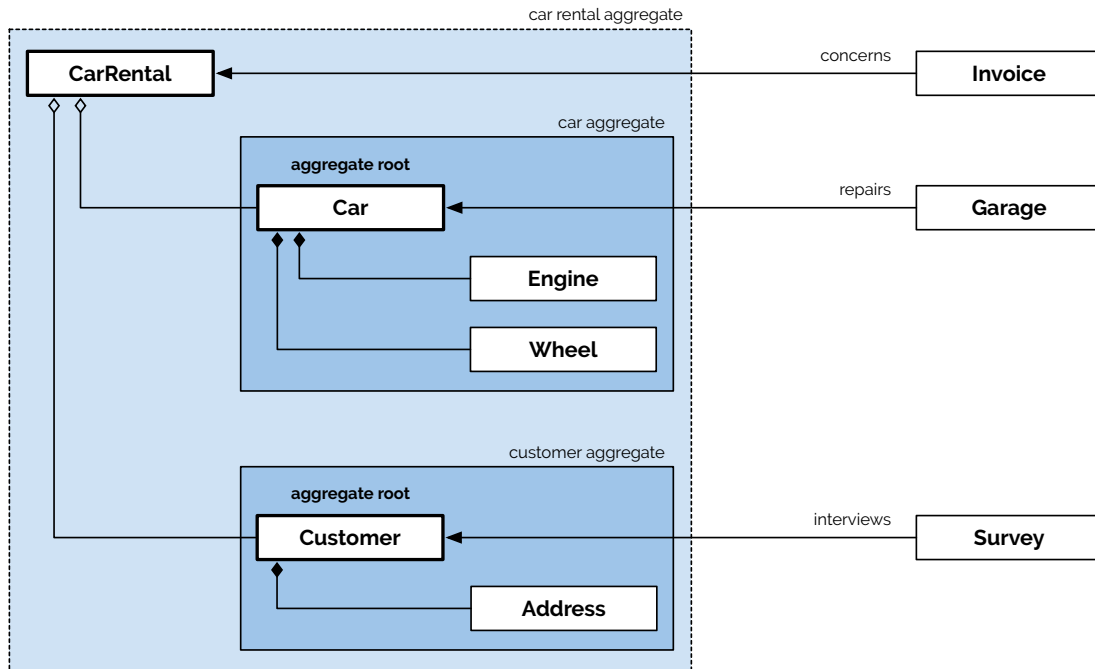 car rental aggregate
CarRental
concerns
Invoice
car aggregate
aggregate root
Car
repairs
Garage
Engine
Wheel
customer aggregate
aggregate root
Customer
interviews
Survey
Address